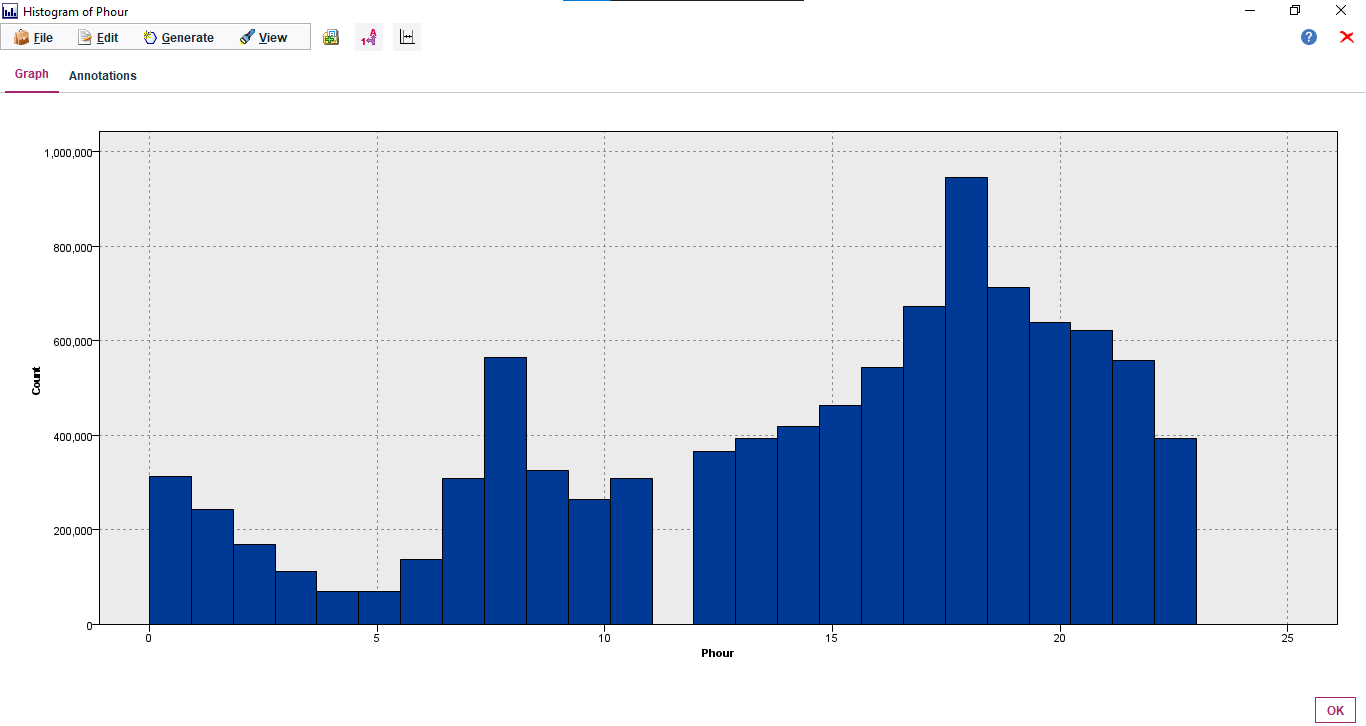 Histogram of Phour
File Edit Generate View
Graph Annotations
1,000,000
800,000
600,000
400,000
200,000
0
Count
0 5 10 15 20 25
Phour
OK